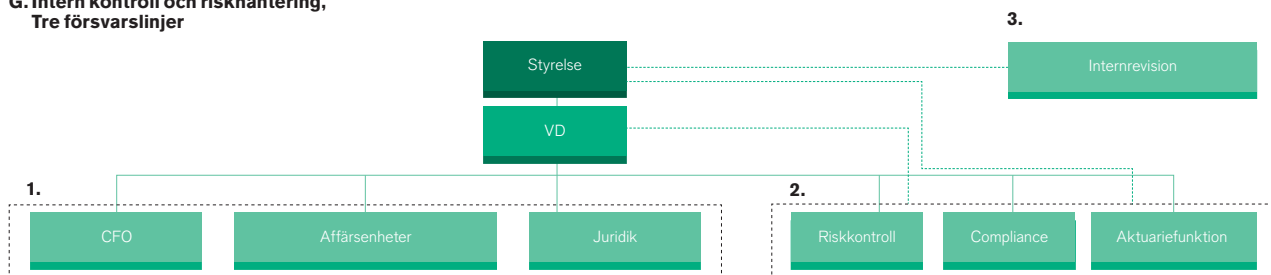 G. Intern kontroll och riskhantering,
Tre försvarslinjer
3.
Styrelse
Internrevision
VD
1.
2.
CFO
Affärsenheter
Juridik
Riskkontroll
Compliance
Aktuariefunktion